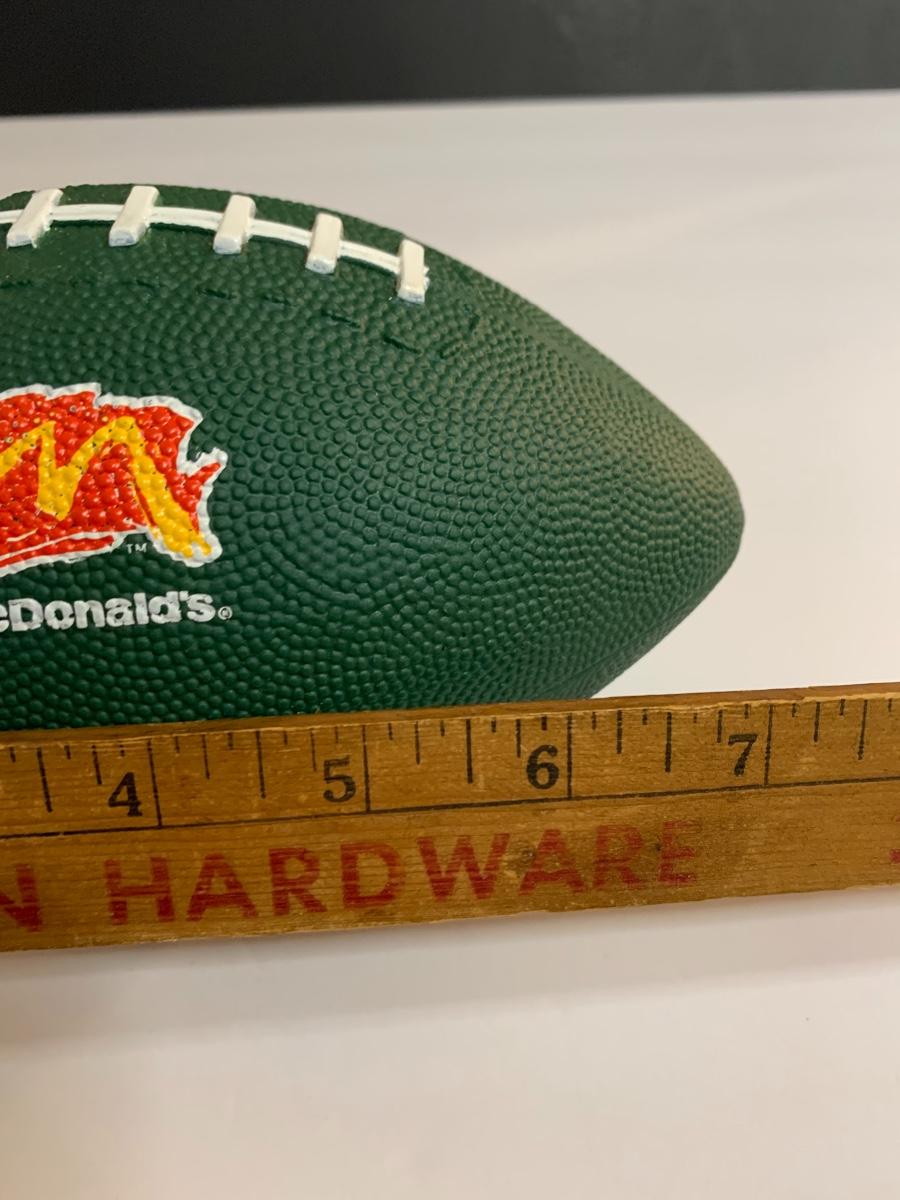 TM
cDonald's®
4 5 6 7
N HARDWARE